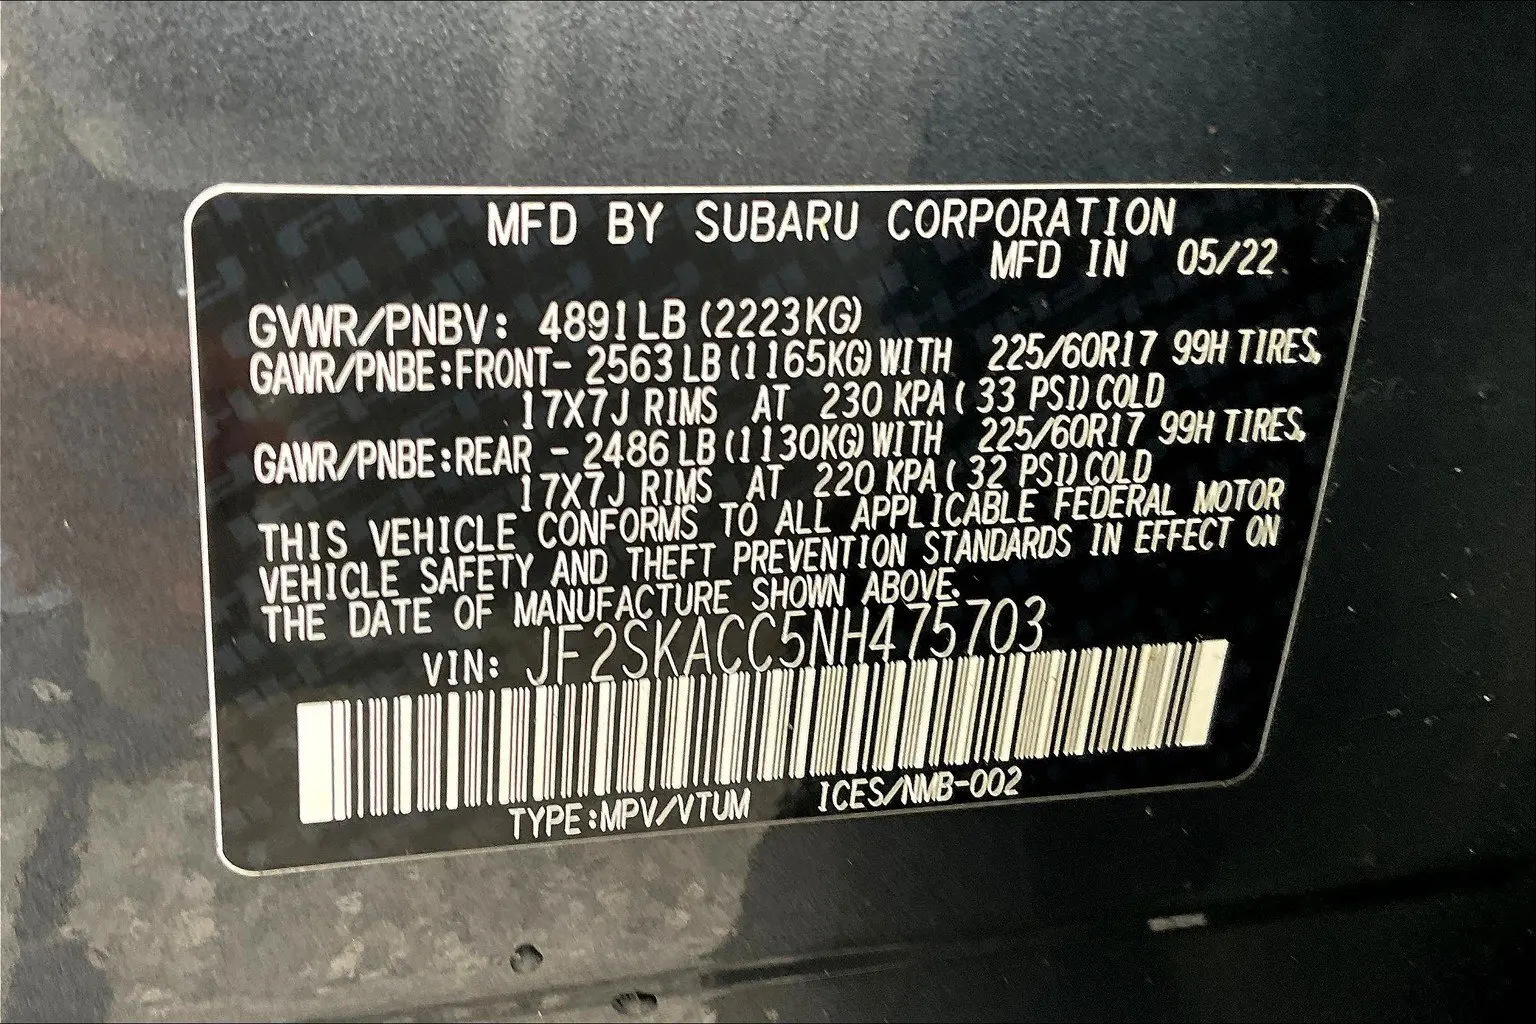 MFD BY SUBARU CORPORATION
MFD IN 05/22
GVWR/PNBV: 4891LB (2223KG)
GAWR/PNBE:FRONT- 2563 LB (1165KG) WITH 225/60R17 99H TIRES,
17X7J RIMS AT 230 KPA ( 33 PSI) COLD
GAWR/PNBE:REAR - 2486 LB (1130KG) WITH 225/60R17 99H TIRES,
17X7J RIMS AT 220 KPA ( 32 PSI) COLD
THIS VEHICLE CONFORMS TO ALL APPLICABLE FEDERAL MOTOR
VEHICLE SAFETY AND THEFT PREVENTION STANDARDS IN EFFECT ON
THE DATE OF MANUFACTURE SHOWN ABOVE.
VIN: JF2SKACC5NH475703
TYPE:MPV/VTUM ICES/NMB-002